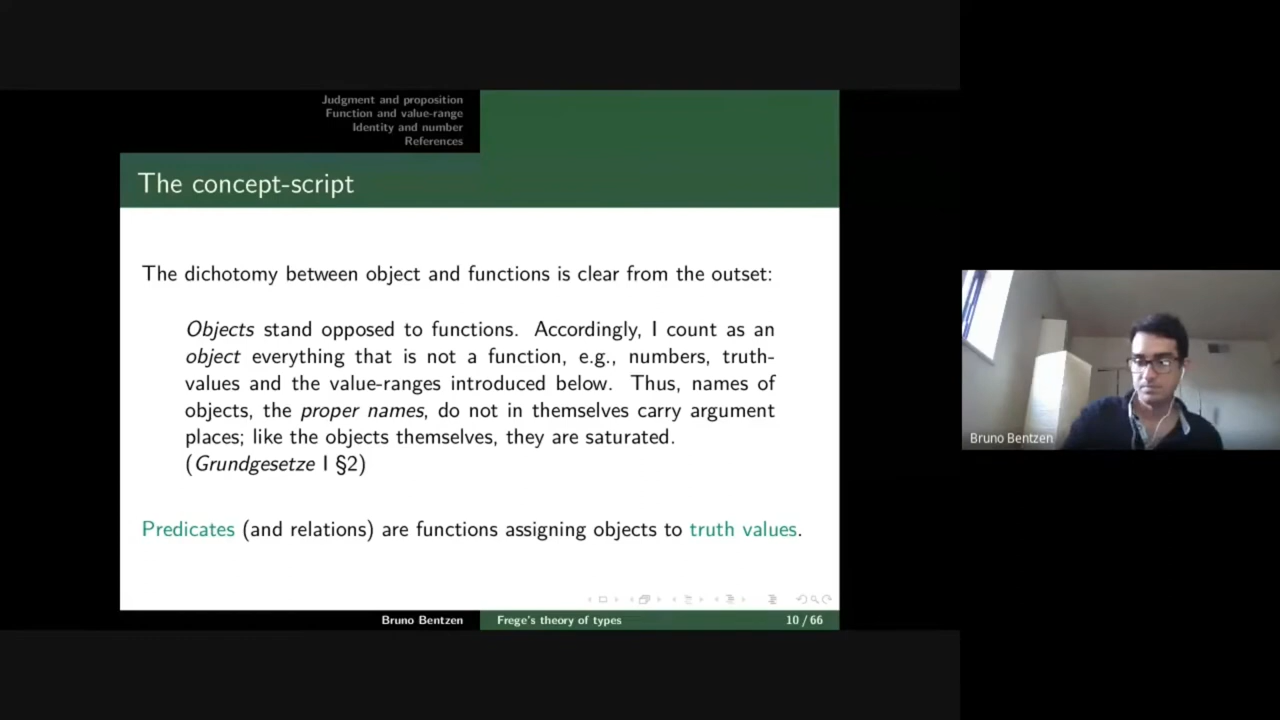 Judgment and proposition
Function and value-range
Identity and number
References
The concept-script
The dichotomy between object and functions is clear from the outset:
Objects stand opposed to functions. Accordingly, I count as an
object everything that is not a function, e.g., numbers, truth-
values and the value-ranges introduced below. Thus, names of
objects, the proper names, do not in themselves carry argument
places; like the objects themselves, they are saturated.
(Grundgesetze I §2)
Predicates (and relations) are functions assigning objects to truth values.
Bruno Bentzen
Frege's theory of types
10 / 66
Bruno Bentzen